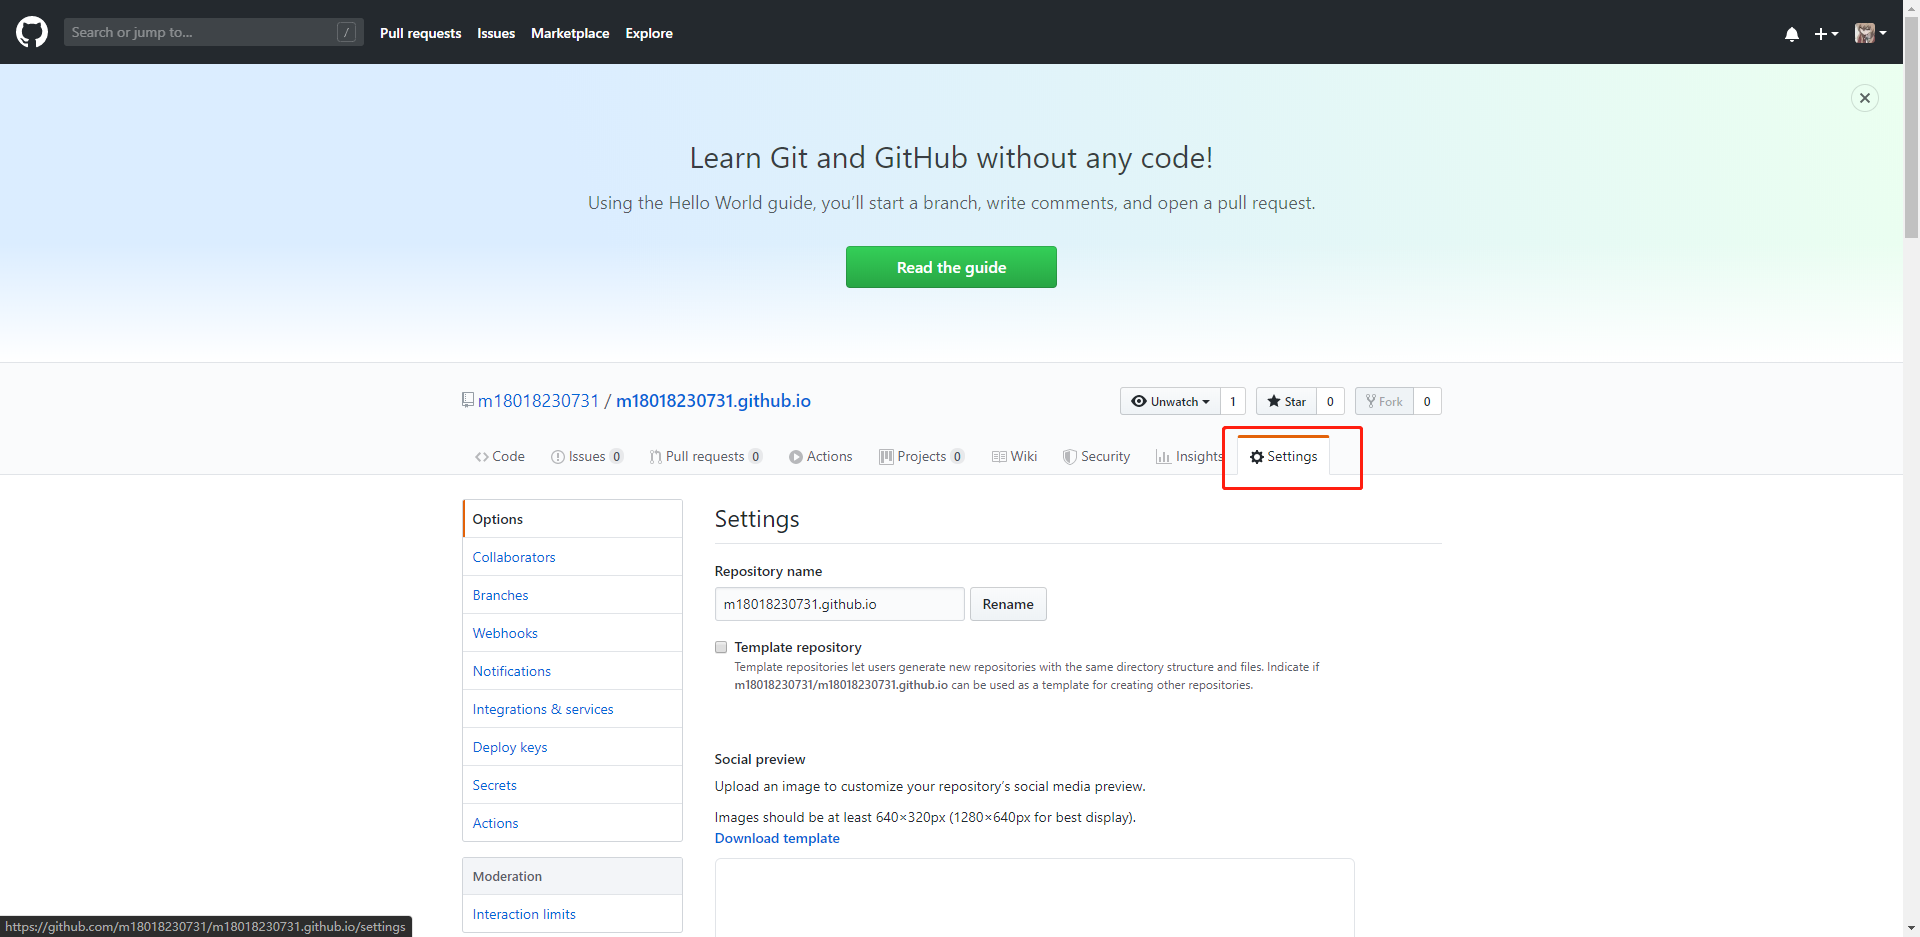 Search or jump to... /
Pull requests Issues Marketplace Explore
Learn Git and GitHub without any code!
Using the Hello World guide, you’ll start a branch, write comments, and open a pull request.
Read the guide
m18018230731 / m18018230731.github.io
Unwatch 1 Star 0 Fork 0
Code Issues 0 Pull requests 0 Actions Projects 0 Wiki Security Insights Settings
Options
Collaborators
Branches
Webhooks
Notifications
Integrations & services
Deploy keys
Secrets
Actions
Moderation
Interaction limits
Settings
Repository name
m18018230731.github.io Rename
Template repository
Template repositories let users generate new repositories with the same directory structure and files. Indicate if
m18018230731/m18018230731.github.io can be used as a template for creating other repositories.
Social preview
Upload an image to customize your repository’s social media preview.
Images should be at least 640×320px (1280×640px for best display).
Download template
https://github.com/m18018230731/m18018230731.github.io/settings